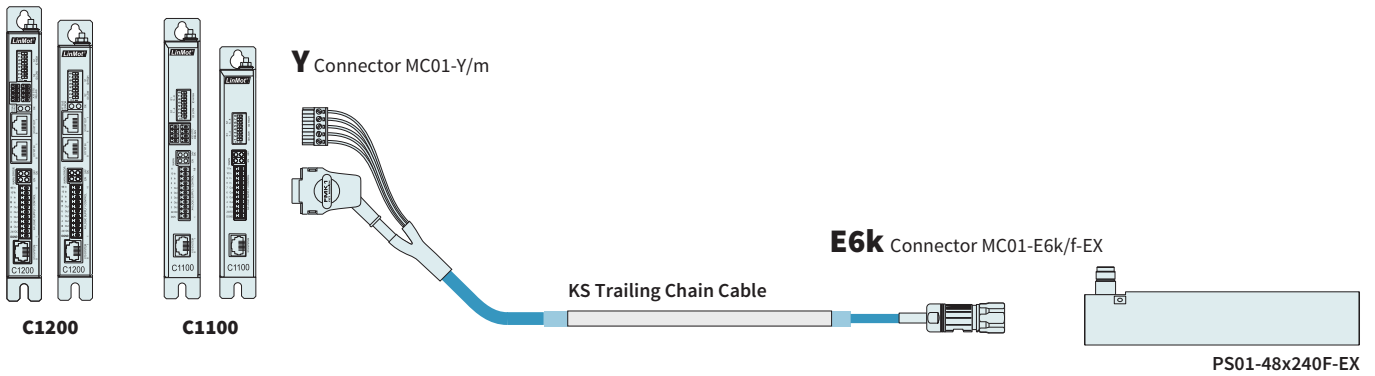 LinMot
LinMot
LinMot
LinMot
Y Connector MC01-Y/m
E6k Connector MC01-E6k/f-EX
KS Trailing Chain Cable
C1200
C1200
C1100
C1100
C1200
C1100
PS01-48x240F-EX